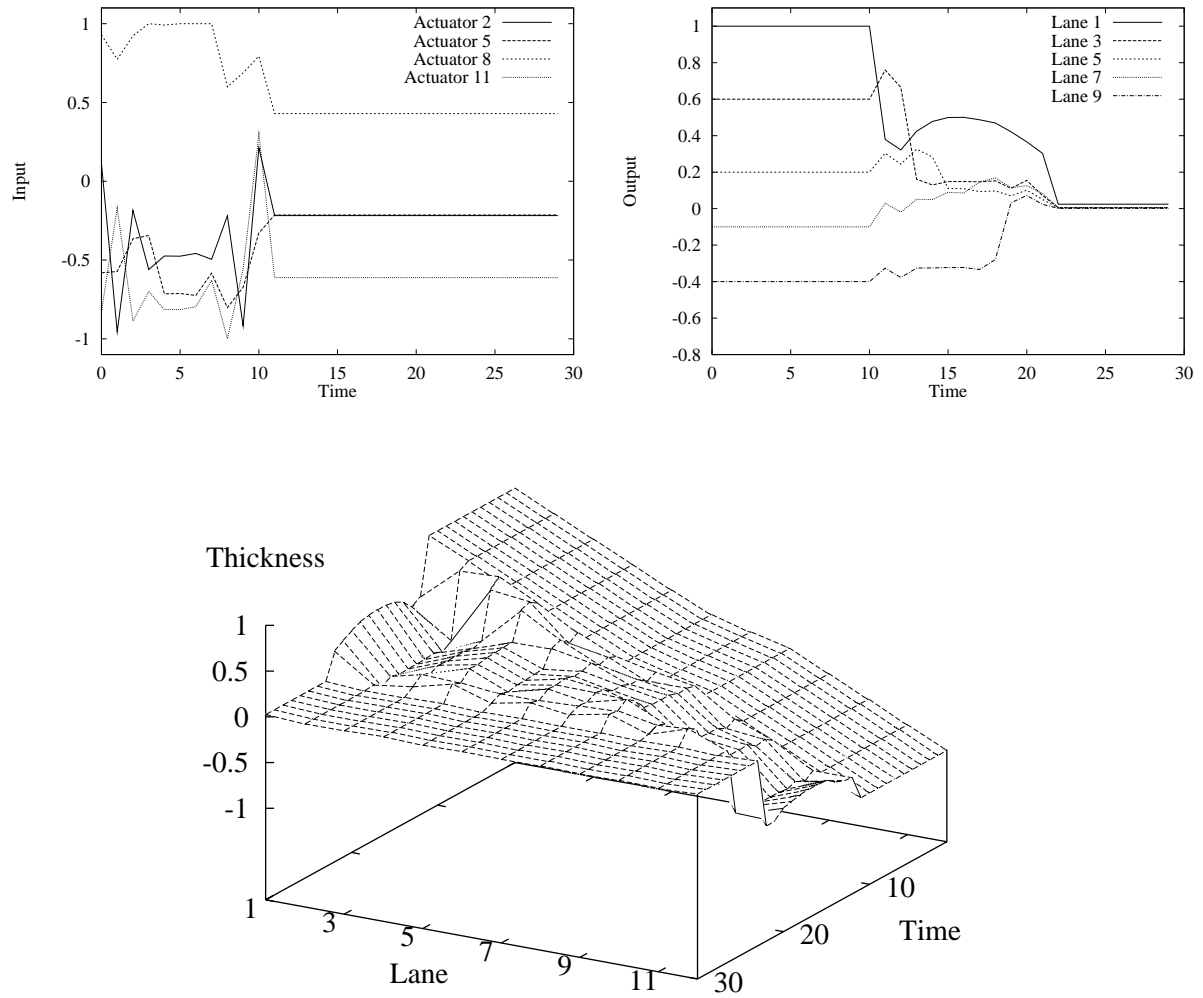 1
0.5
0
-0.5
-1
Input
0 5 10 15 20 25 30
Time
Actuator 2
Actuator 5
Actuator 8
Actuator 11
1
0.8
0.6
0.4
0.2
0
-0.2
-0.4
-0.6
-0.8
Output
0 5 10 15 20 25 30
Time
Lane 1
Lane 3
Lane 5
Lane 7
Lane 9
Thickness
1
0.5
0
-0.5
-1
1 3 5 7 9 11
Lane
10
20
30
Time